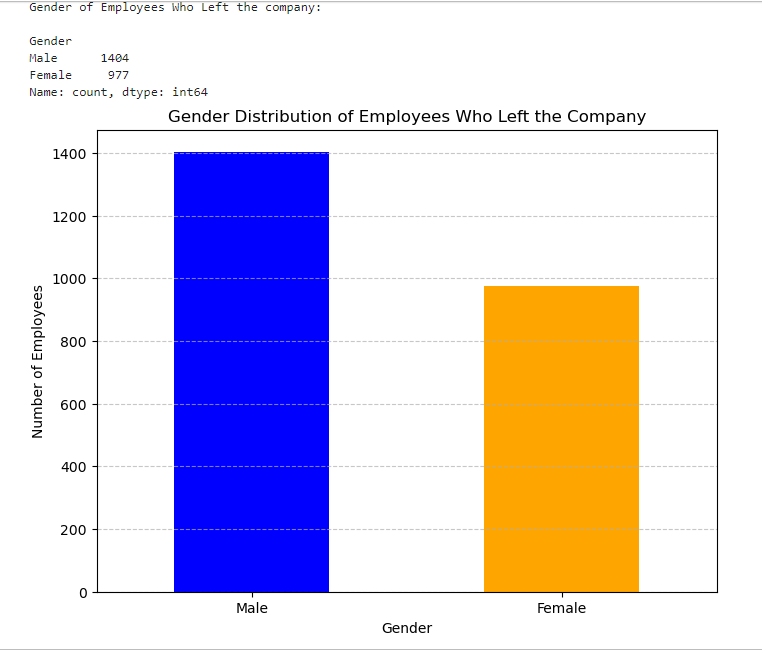 Gender of Employees Who Left the company:
Gender
Male 1404
Female 977
Name: count, dtype: int64
Gender Distribution of Employees Who Left the Company
1400
1200
1000
800
600
400
200
0
Number of Employees
Male Female
Gender